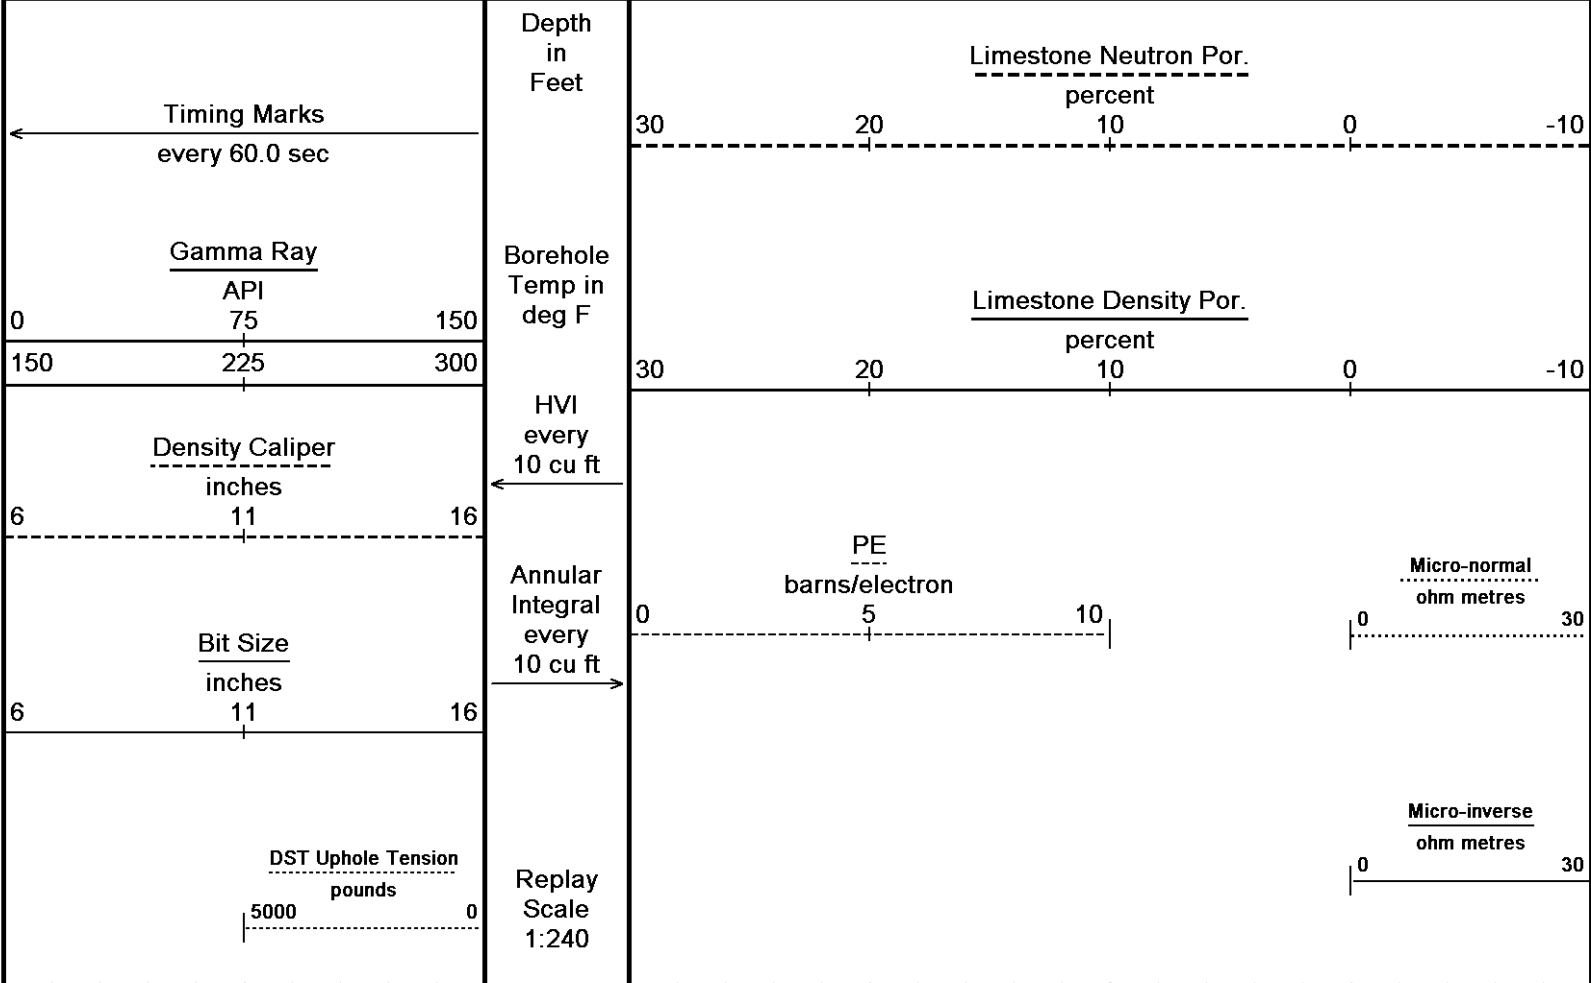 Timing Marks
every 60.0 sec
Gamma Ray
API
0 75 150
150 225 300
Density Caliper
inches
6 11 16
Bit Size
inches
6 11 16
DST Uphole Tension
pounds
5000 0
Depth
in
Feet
Borehole
Temp in
deg F
HVI
every
10 cu ft
Annular
Integral
every
10 cu ft
Replay
Scale
1:240
Limestone Neutron Por.
percent
30 20 10 0 -10
Limestone Density Por.
percent
30 20 10 0 -10
PE
barns/electron
0 5 10
Micro-normal
ohm metres
0 30
Micro-inverse
ohm metres
0 30